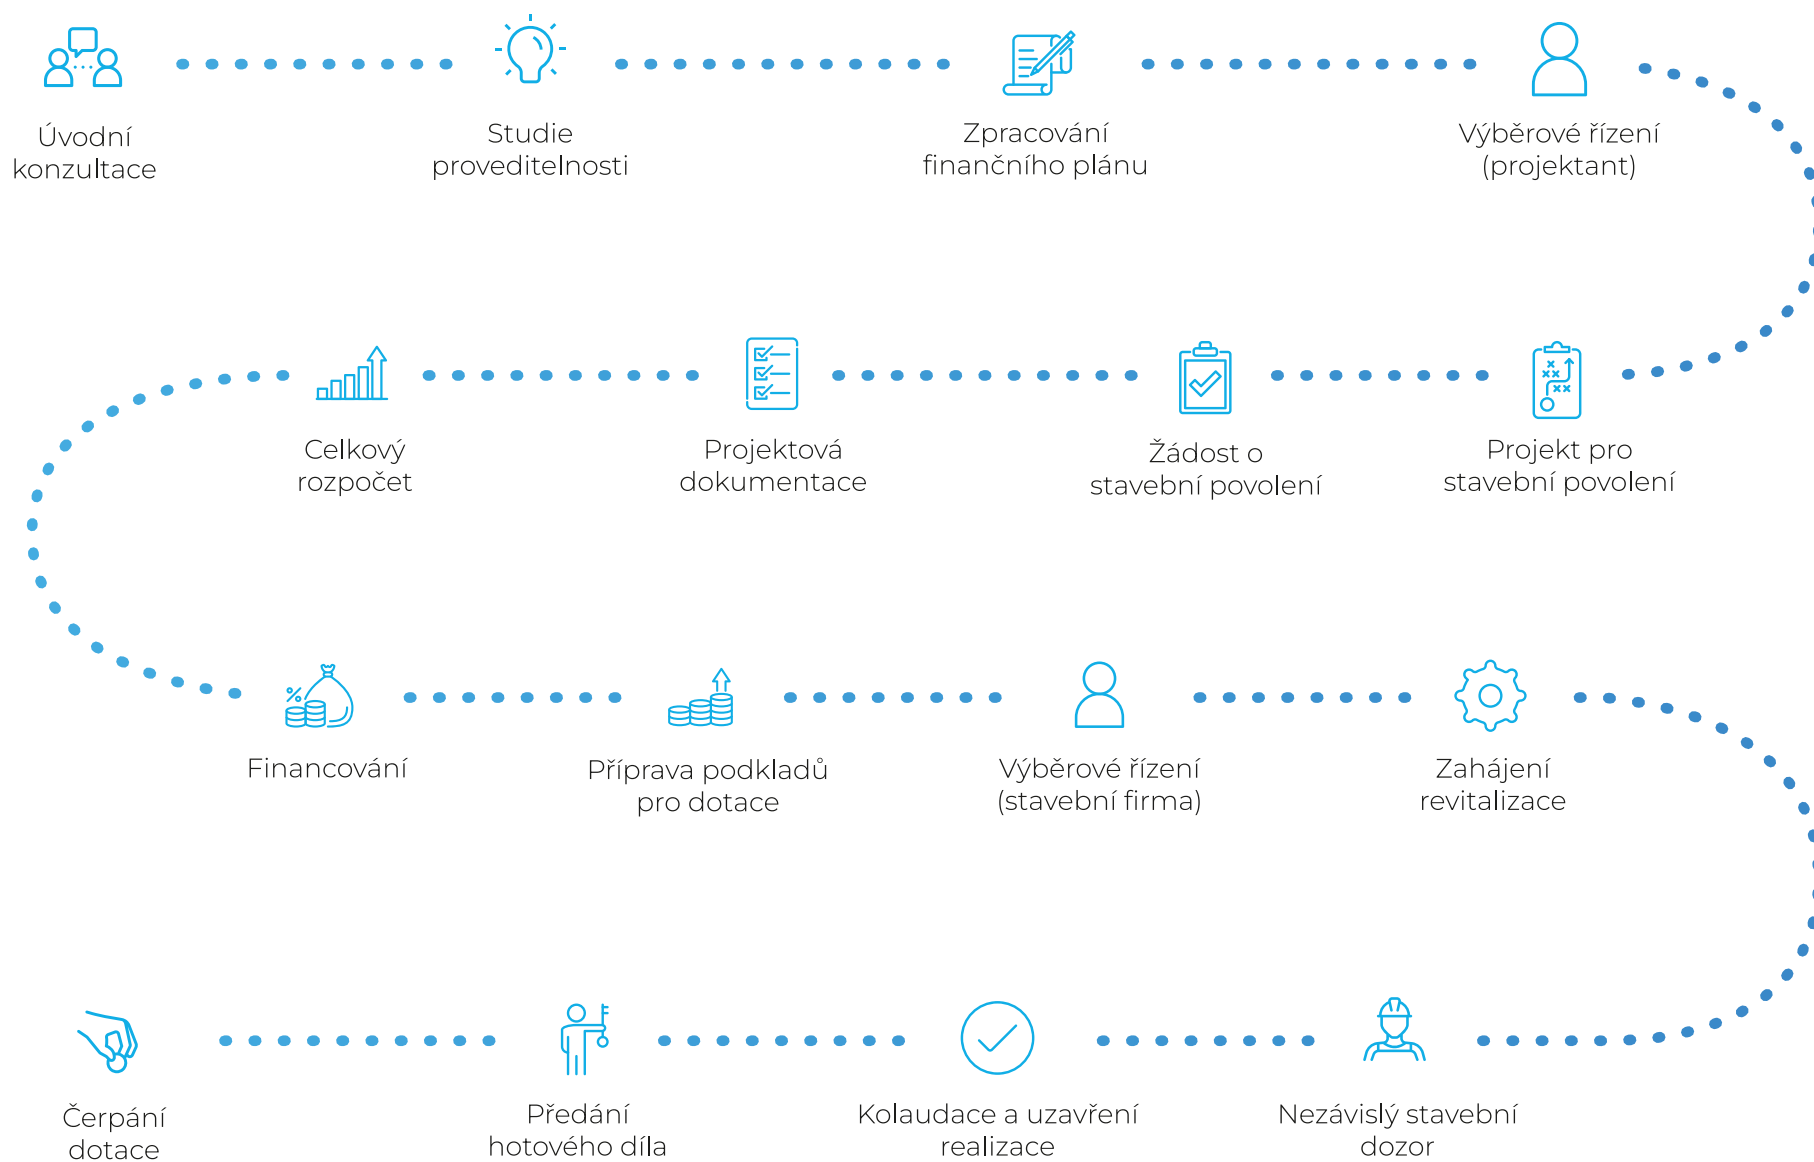 Úvodní
konzultace
Studie
proveditelnosti
Zpracování
finančního plánu
Výběrové řízení
(projektant)
Celkový
rozpočet
Projektová
dokumentace
Žádost o
stavební povolení
Projekt pro
stavební povolení
Financování
Příprava podkladů
pro dotace
Výběrové řízení
(stavební firma)
Zahájení
revitalizace
Čerpání
dotace
Předání
hotového díla
Kolaudace a uzavření
realizace
Nezávislý stavební
dozor